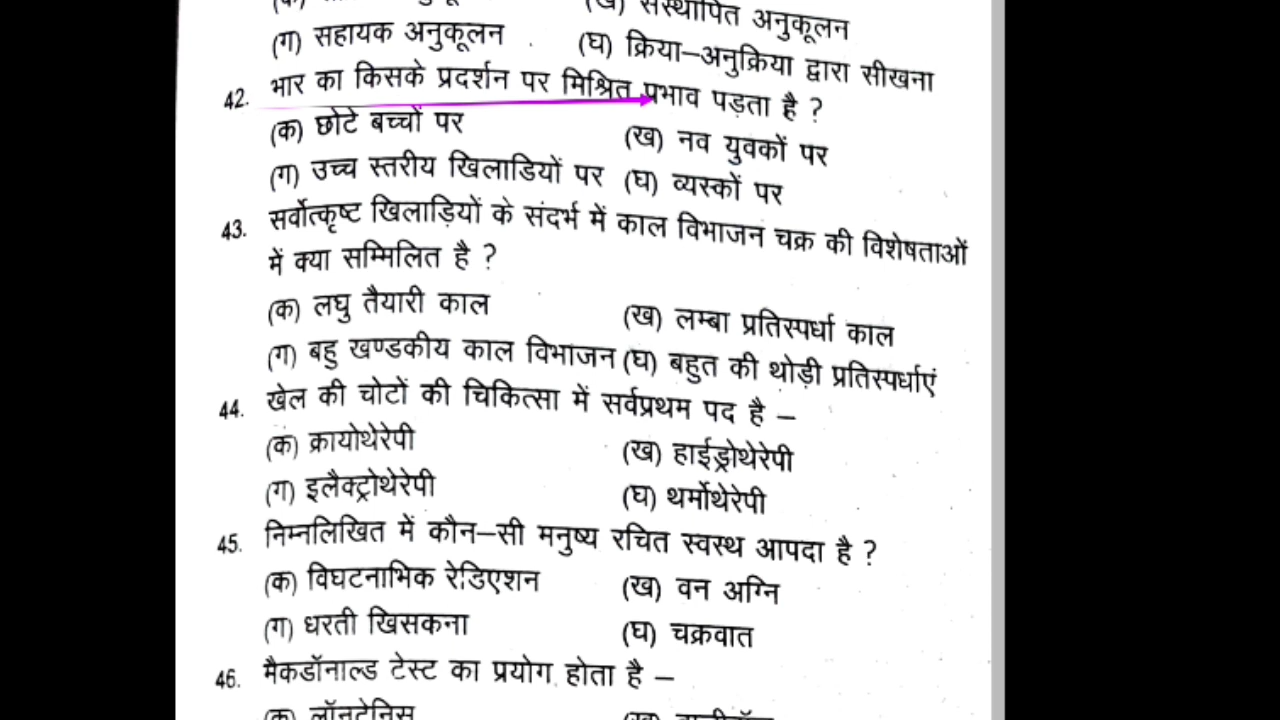 (ख) संस्थापित अनुकूलन
(ग) सहायक अनुकूलन (घ) क्रिया–अनुक्रिया द्वारा सीखना
42. भार का किसके प्रदर्शन पर मिश्रित प्रभाव पड़ता है ?
(क) छोटे बच्चों पर (ख) नव युवकों पर
(ग) उच्च स्तरीय खिलाडियों पर (घ) व्यस्कों पर
43. सर्वोत्कृष्ट खिलाड़ियों के संदर्भ में काल विभाजन चक्र की विशेषताओं
में क्या सम्मिलित है ?
(क) लघु तैयारी काल (ख) लम्बा प्रतिस्पर्धा काल
(ग) बहु खण्डकीय काल विभाजन (घ) बहुत की थोड़ी प्रतिस्पर्धाएं
44. खेल की चोटों की चिकित्सा में सर्वप्रथम पद है –
(क) क्रायोथेरेपी (ख) हाईड्रोथेरेपी
(ग) इलैक्ट्रोथेरेपी (घ) थर्मोथेरेपी
45. निम्नलिखित में कौन–सी मनुष्य रचित स्वस्थ आपदा है ?
(क) विघटनाभिक रेडिएशन (ख) वन अग्नि
(ग) धरती खिसकना (घ) चक्रवात
46. मैकडॉनाल्ड टेस्ट का प्रयोग होता है –
(क) लॉनटेनिस